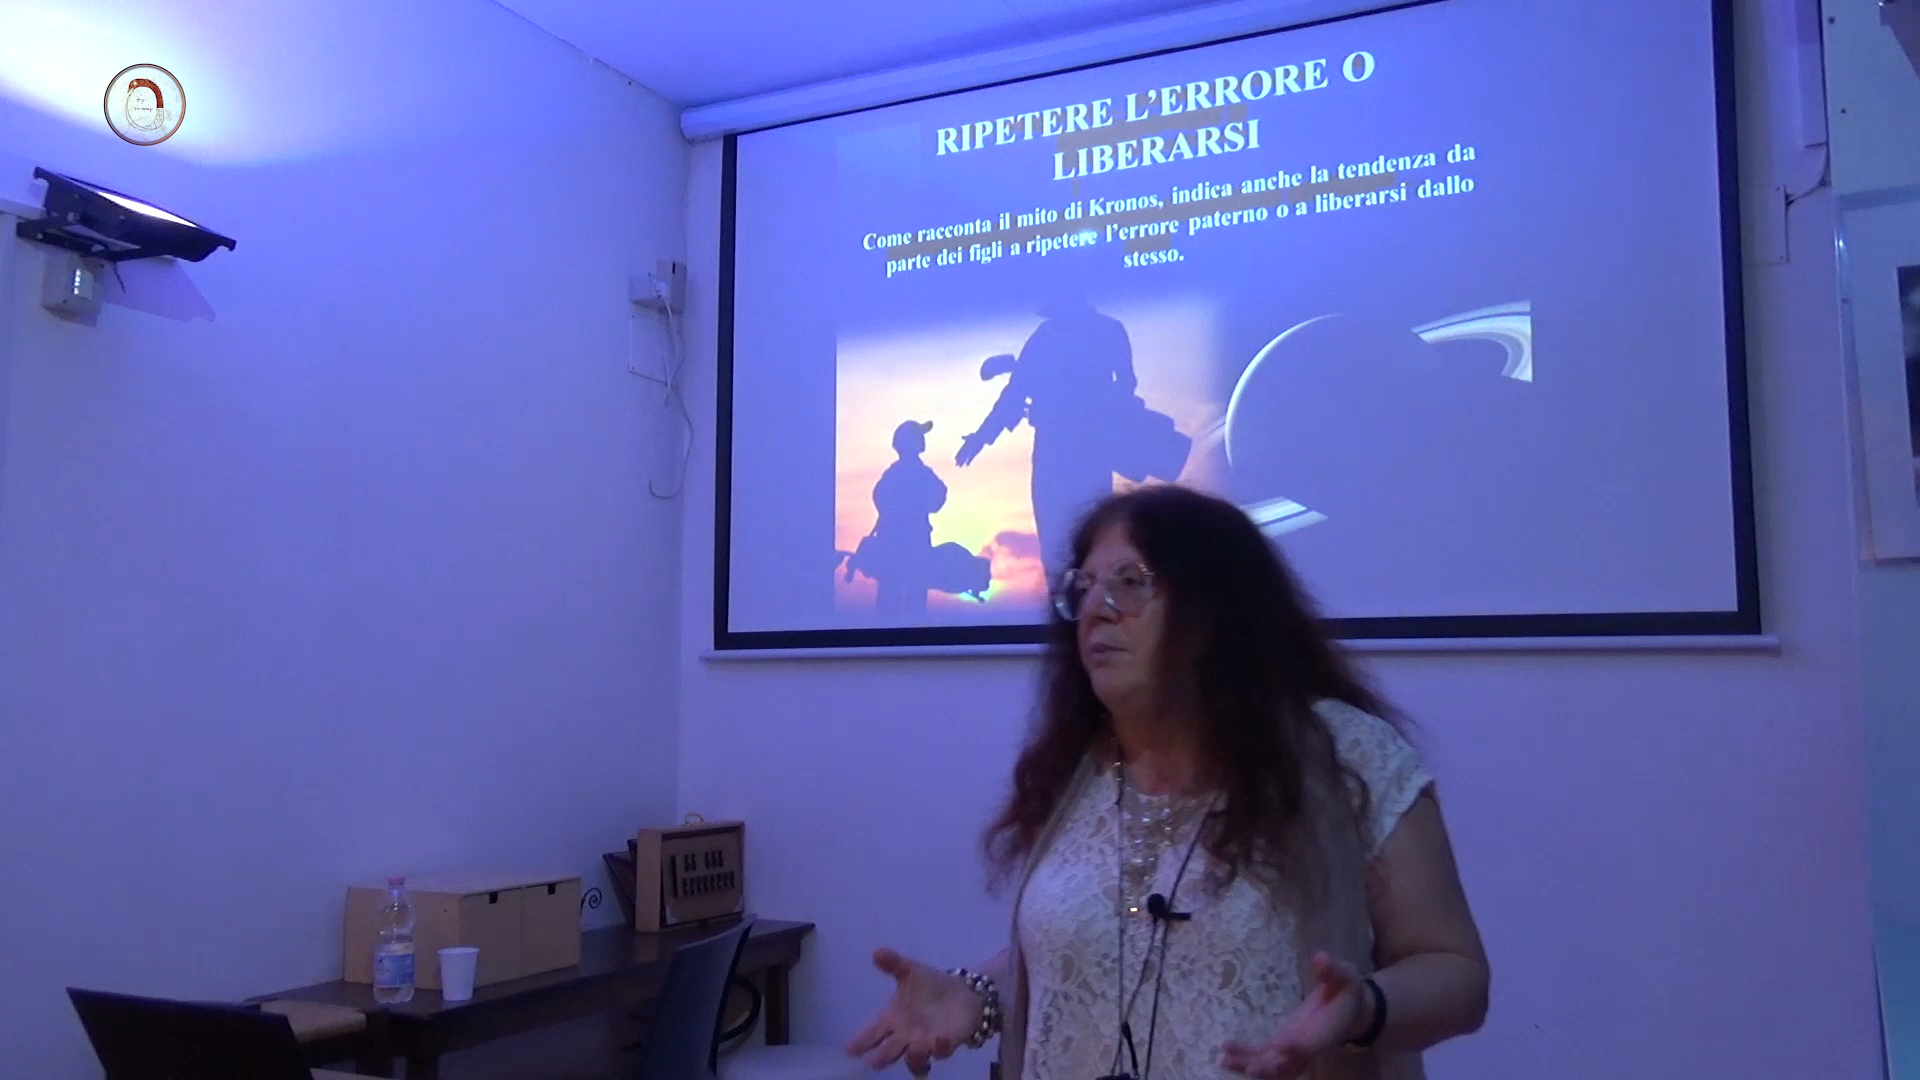 RIPETERE L'ERRORE O
LIBERARSI
Come racconta il mito di Kronos, indica anche la tendenza da
parte dei figli a ripetere l'errore paterno o a liberarsi dallo
stesso.